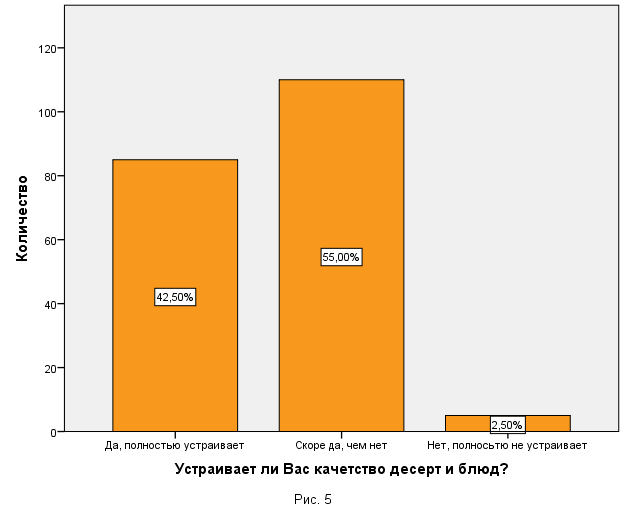 Количество
120
100
80
60
40
20
0
42,50%
55,00%
2,50%
Да, полностью устраивает
Скоре да, чем нет
Нет, полносьтю не устраивает
Устраивает ли Вас качетство десерт и блюд?
Рис. 5